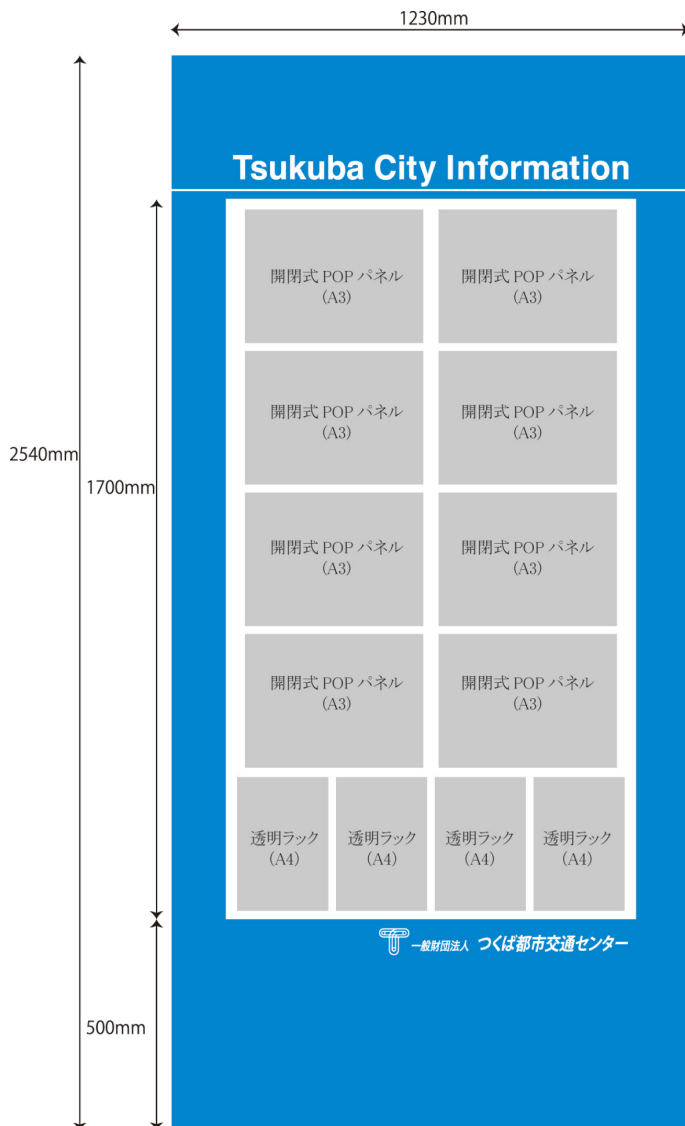 1230mm
Tsukuba City Information
開閉式 POP パネル
(A3)
開閉式 POP パネル
(A3)
開閉式 POP パネル
(A3)
開閉式 POP パネル
(A3)
2540mm
1700mm
開閉式 POP パネル
(A3)
開閉式 POP パネル
(A3)
開閉式 POP パネル
(A3)
開閉式 POP パネル
(A3)
透明ラック
(A4)
透明ラック
(A4)
透明ラック
(A4)
透明ラック
(A4)
一般財団法人 つくば都市交通センター
500mm